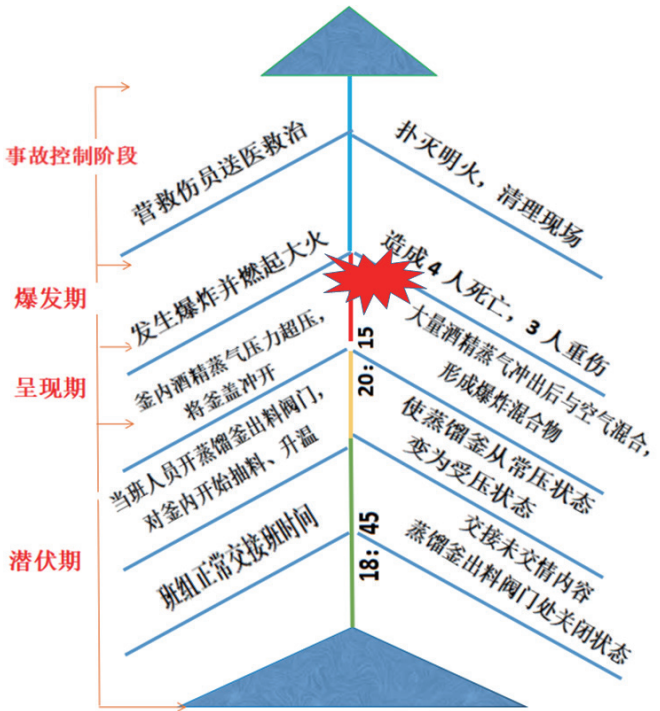 事故控制阶段
营救伤员送医救治
扑灭明火，清理现场
爆发期
发生爆炸并燃起大火
造成4人死亡，3人重伤
20：15
呈现期
釜内酒精蒸气压力超压，
将釜盖冲开
大量酒精蒸气冲出后与空气混合，
形成爆炸混合物
潜伏期
当班人员开蒸馏釜出料阀门，
对釜内开始抽料、升温
使蒸馏釜从常压状态
变为受压状态
18：45
班组正常交接班时间
交接未交情内容
蒸馏釜出料阀门处关闭状态